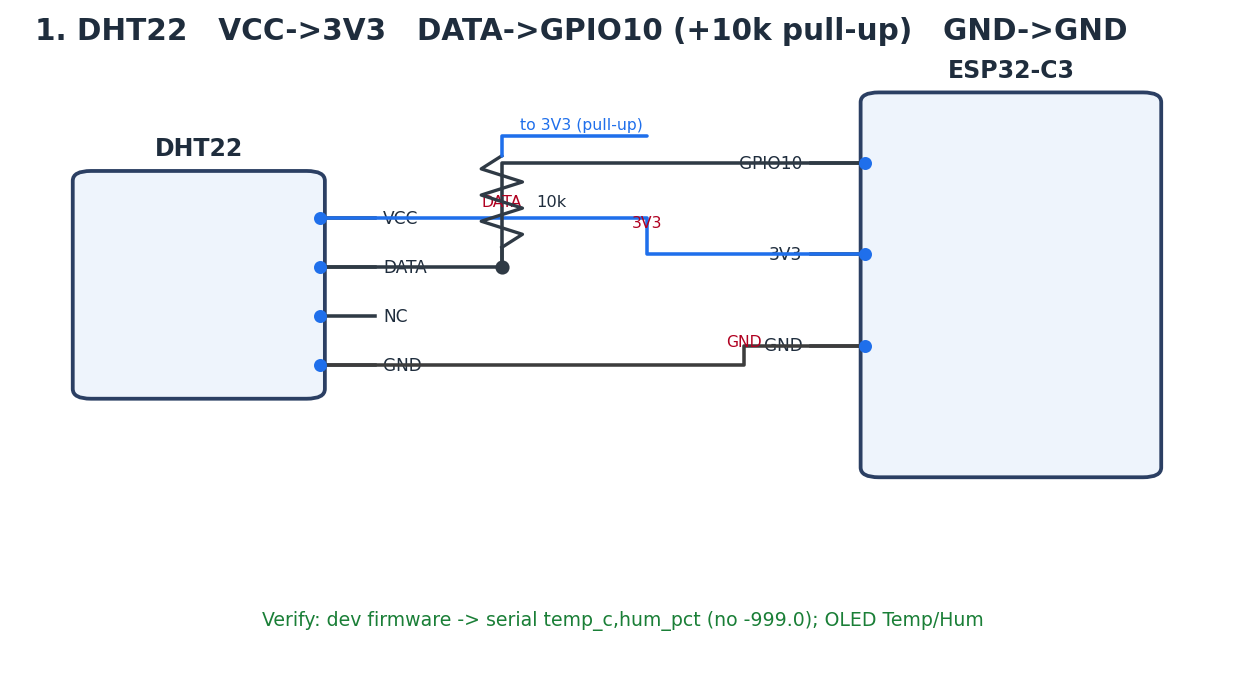 1. DHT22   VCC->3V3   DATA->GPIO10 (+10k pull-up)   GND->GND
ESP32-C3
to 3V3 (pull-up)
DHT22
GPIO10
DATA
10k
VCC
3V3
3V3
DATA
NC
GND
GND
GND
Verify: dev firmware -> serial temp_c,hum_pct (no -999.0); OLED Temp/Hum